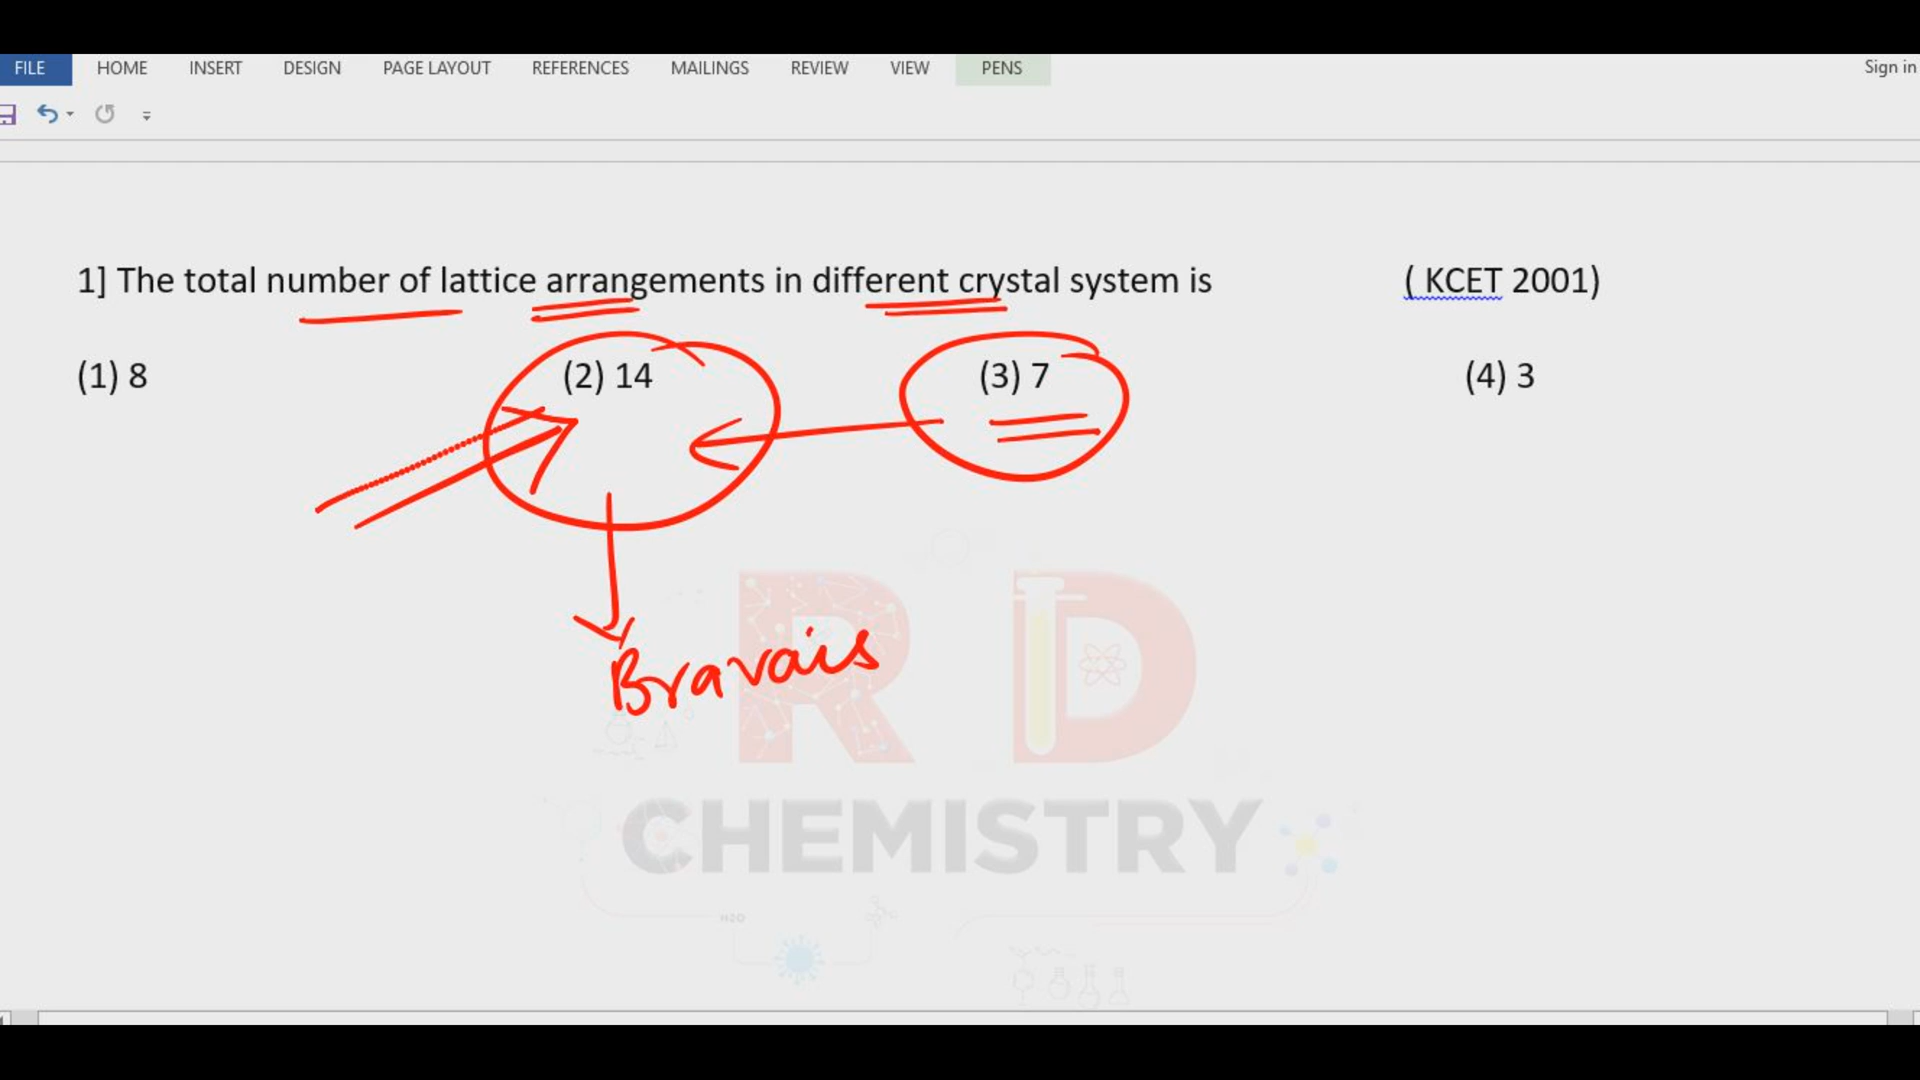 FILE HOME INSERT DESIGN PAGE LAYOUT REFERENCES MAILINGS REVIEW VIEW PENS Sign in
1] The total number of lattice arrangements in different crystal system is ( KCET 2001)
(1) 8 (2) 14 (3) 7 (4) 3
Bravais
R D
CHEMISTRY
H2O